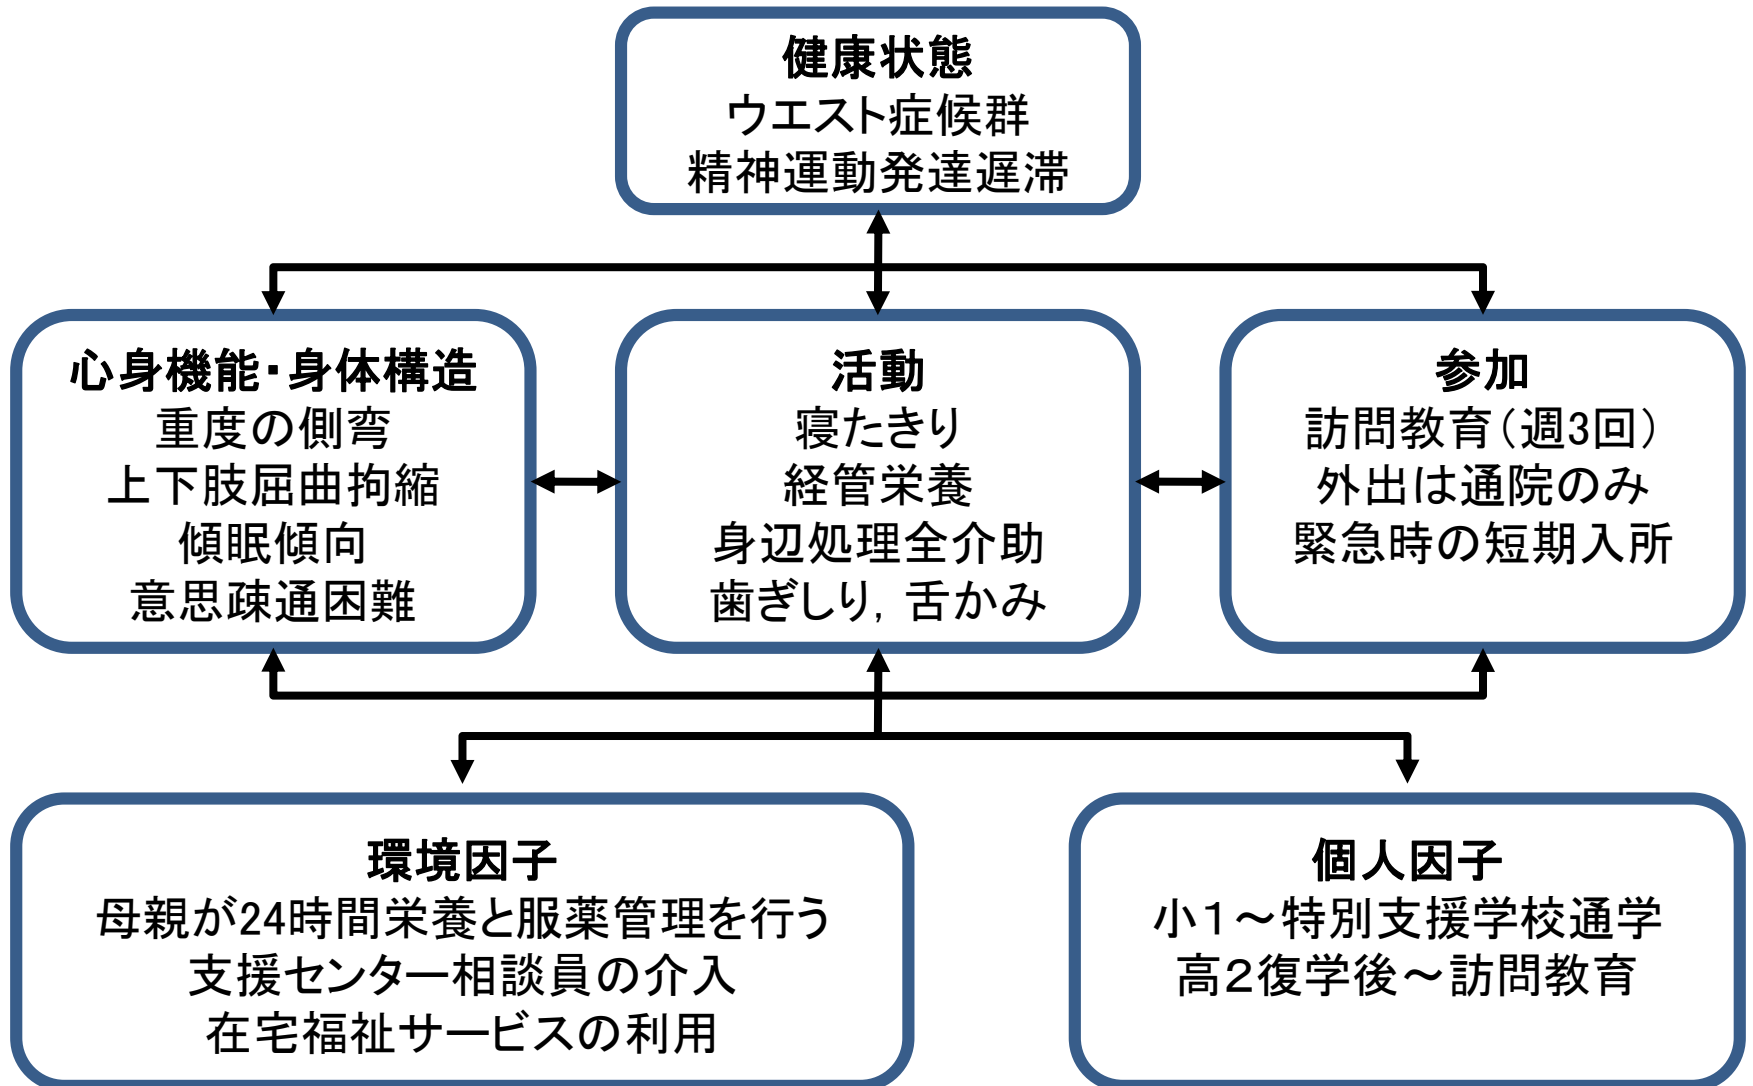 健康状態
ウエスト症候群
精神運動発達遅滞
心身機能・身体構造
重度の側弯
上下肢屈曲拘縮
傾眠傾向
意思疎通困難
活動
寝たきり
経管栄養
身辺処理全介助
歯ぎしり, 舌かみ
参加
訪問教育(週3回)
外出は通院のみ
緊急時の短期入所
環境因子
母親が24時間栄養と服薬管理を行う
支援センター相談員の介入
在宅福祉サービスの利用
個人因子
小1～特別支援学校通学
高2復学後～訪問教育